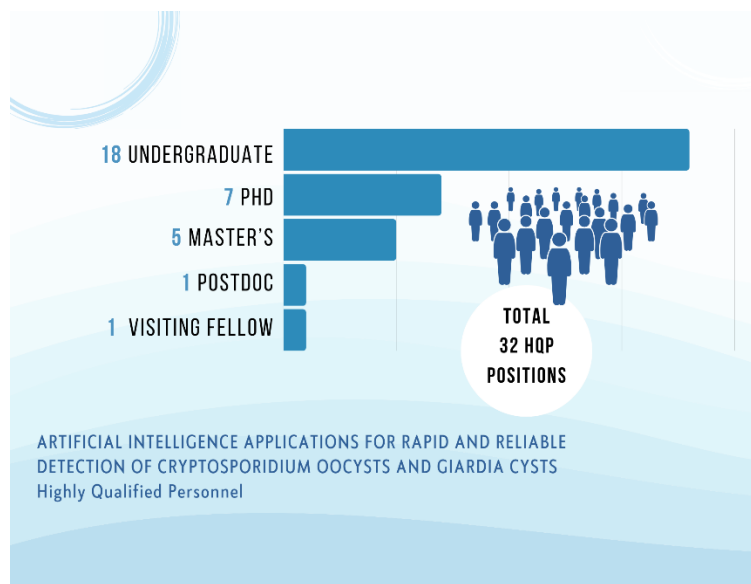 18 UNDERGRADUATE
7 PHD
5 MASTER'S
1 POSTDOC
1 VISITING FELLOW
TOTAL
32 HQP
POSITIONS
ARTIFICIAL INTELLIGENCE APPLICATIONS FOR RAPID AND RELIABLE
DETECTION OF CRYPTOSPORIDIUM OOCYSTS AND GIARDIA CYSTS
Highly Qualified Personnel